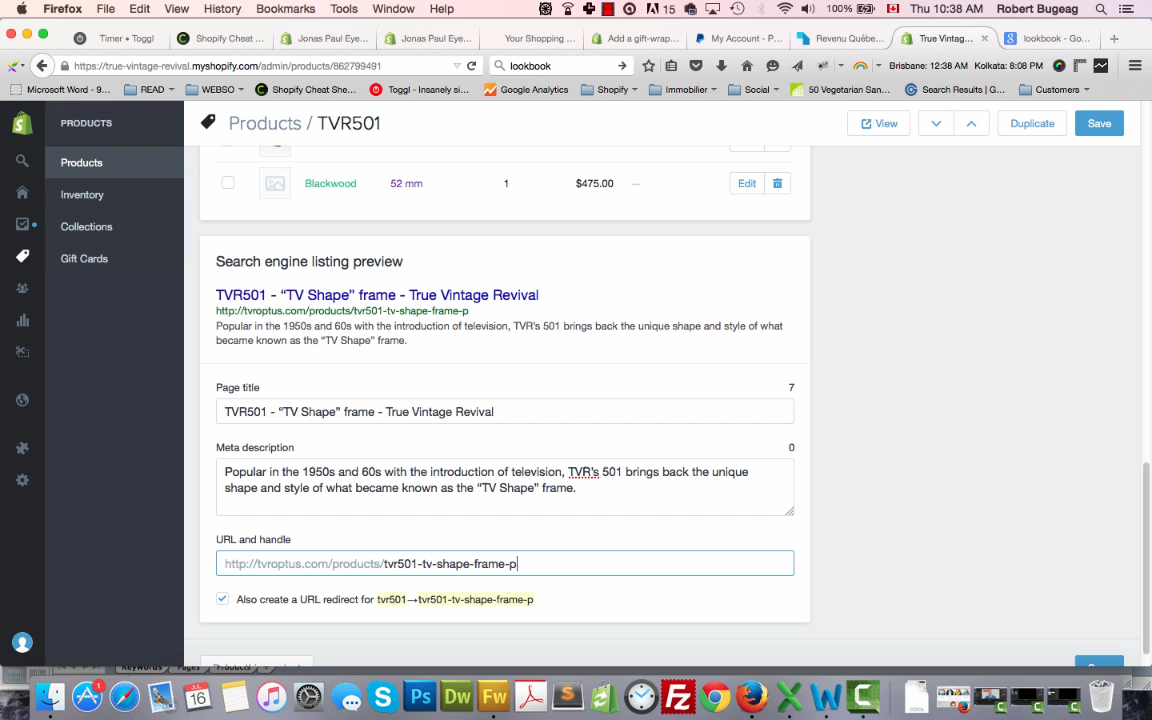 Firefox File Edit View History Bookmarks Tools Window Help 15 100% Thu 10:38 AM Robert Bugeag
Timer • Toggl Shopify Cheat ... Jonas Paul Eye... Jonas Paul Eye... Your Shopping ... Add a gift-wrap... My Account - P... Revenu Québe... True Vintag... lookbook - Go...
https://true-vintage-revival.myshopify.com/admin/products/862799491 lookbook Brisbane: 12:38 AM Kolkata: 8:08 PM
Microsoft Word - 9... READ WEBSO Shopify Cheat She... Toggl - Insanely si... Google Analytics Shopify Immobilier Social 50 Vegetarian San... Search Results | G... Customers
PRODUCTS Products / TVR501 View Duplicate Save
Products
Inventory
Collections
Gift Cards
Blackwood 52 mm 1 $475.00 — Edit
Search engine listing preview
TVR501 - “TV Shape” frame - True Vintage Revival
http://tvroptus.com/products/tvr501-tv-shape-frame-p
Popular in the 1950s and 60s with the introduction of television, TVR’s 501 brings back the unique shape and style of what
became known as the “TV Shape” frame.
Page title 7
TVR501 - “TV Shape” frame - True Vintage Revival
Meta description 0
Popular in the 1950s and 60s with the introduction of television, TVR’s 501 brings back the unique
shape and style of what became known as the “TV Shape” frame.
URL and handle
http://tvroptus.com/products/tvr501-tv-shape-frame-p
Also create a URL redirect for tvr501→tvr501-tv-shape-frame-p
Keywords Pages Products
1 JUL 16 S Ps Dw Fw S Fz X W C